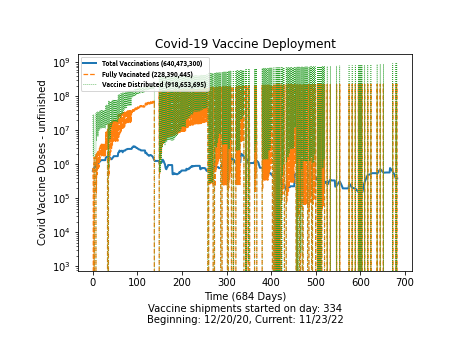 Covid-19 Vaccine Deployment
Total Vaccinations (640,473,300)
Fully Vacinated (228,390,445)
Vaccine Distributed (918,653,695)
Covid Vaccine Doses...unfinished
10⁹
10⁸
10⁷
10⁶
10⁵
10⁴
10³
0 100 200 300 400 500 600 700
Time (684 Days)
Vaccine shipments started on day: 334
Beginning: 12/20/20, Current: 11/23/22